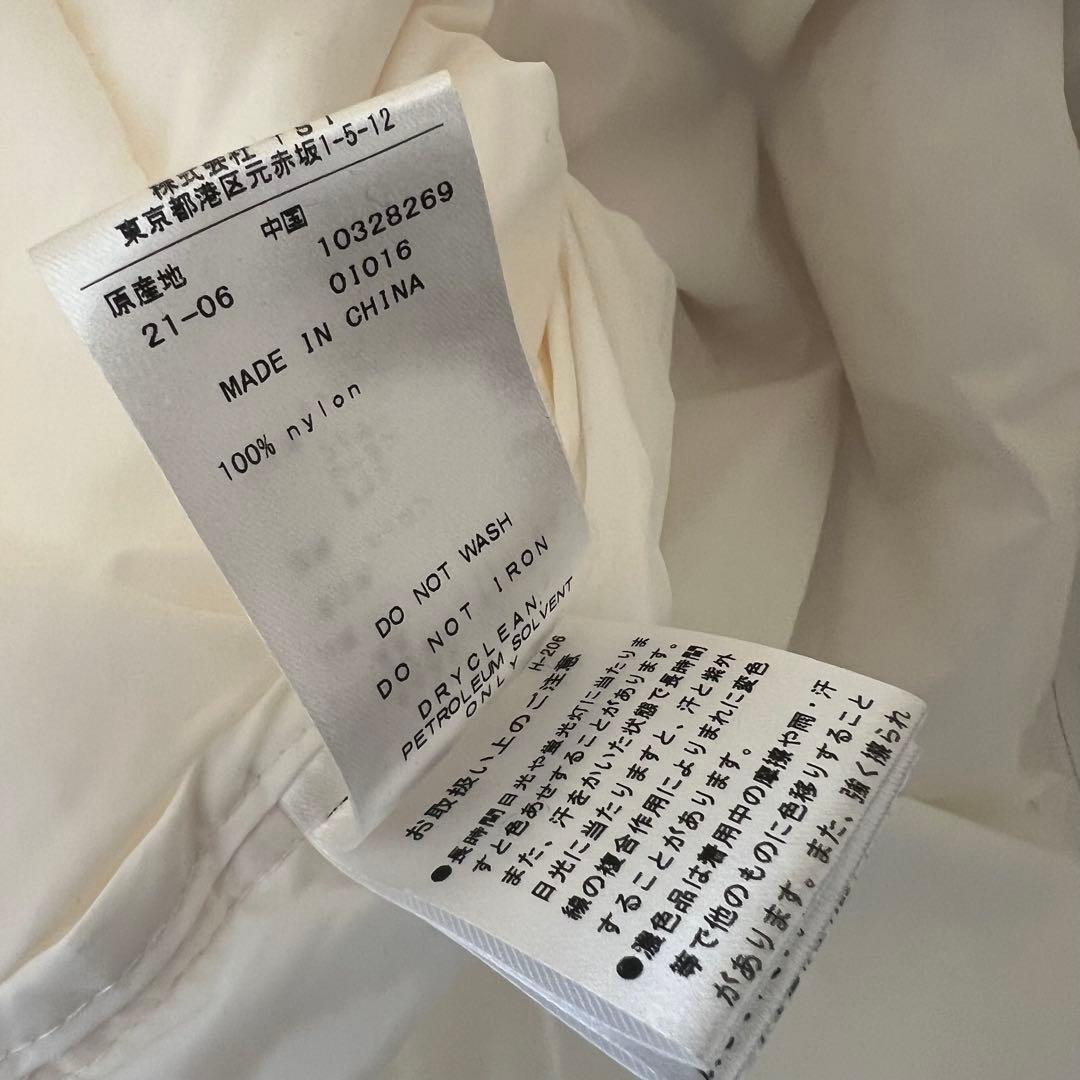 株式会社 TSI
東京都港区元赤坂1-5-12
原産地 中国
21-06 10328269
01016
MADE IN CHINA
100% nylon
DO NOT WASH
DO NOT IRON
DRYCLEAN,
PETROLEUM SOLVENT
ONLY
H-206
お取扱い上のご注意
●長時間日光や蛍光灯に当たりま
すと色あせすることがあります。
また、汗をかいた状態で長時間
日光に当たりますと、汗と紫外
線の複合作用によりまれに変色
することがあります。
●濃色品は着用中の摩擦や雨・汗
等で他のものに色移りすること
があります。また、強く擦られ